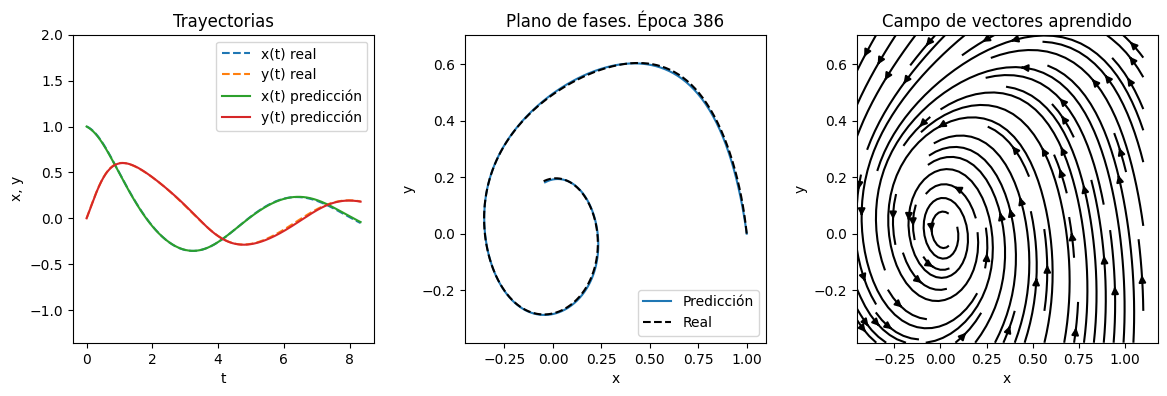 Trayectorias
x(t) real
y(t) real
x(t) predicción
y(t) predicción
2.0
1.5
1.0
0.5
0.0
−0.5
−1.0
x, y
0
2
4
6
8
t
Plano de fases. Época 386
0.6
0.4
0.2
0.0
−0.2
y
Predicción
Real
−0.25
0.00
0.25
0.50
0.75
1.00
x
Campo de vectores aprendido
0.6
0.4
0.2
0.0
−0.2
y
−0.25
0.00
0.25
0.50
0.75
1.00
x